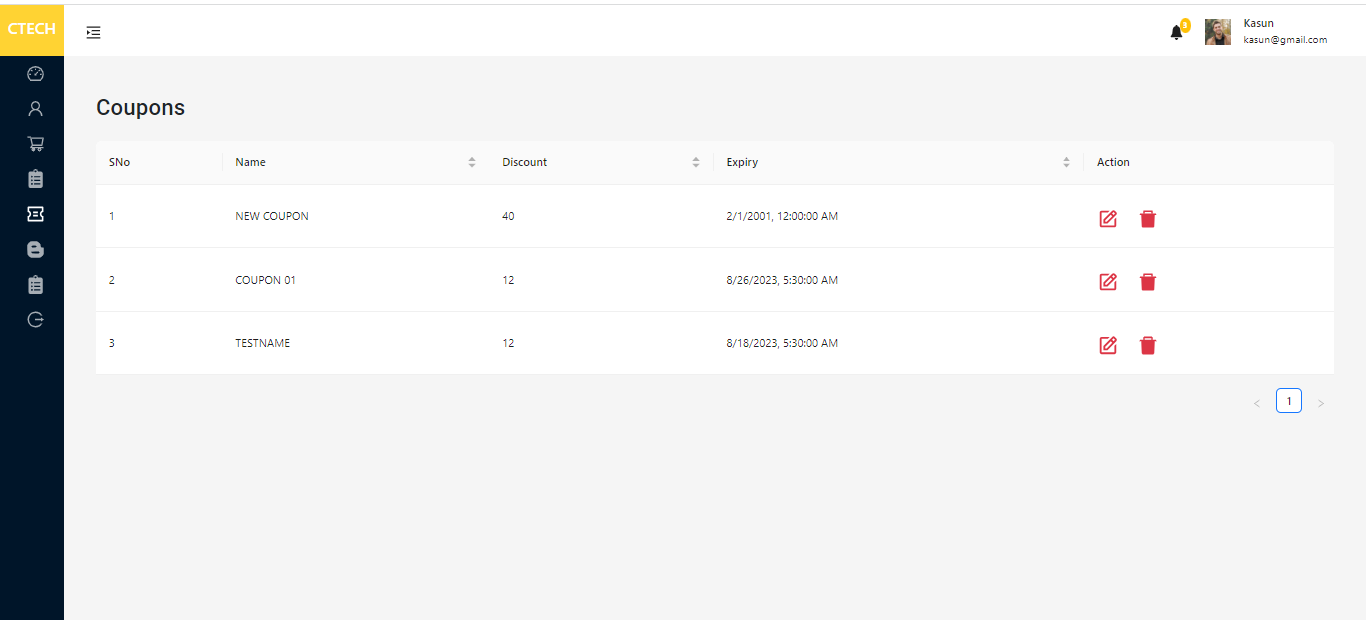 CTECH
3
Kasun
kasun@gmail.com
Coupons
SNo Name Discount Expiry Action
1 NEW COUPON 40 2/1/2001, 12:00:00 AM
2 COUPON 01 12 8/26/2023, 5:30:00 AM
3 TESTNAME 12 8/18/2023, 5:30:00 AM
< 1 >